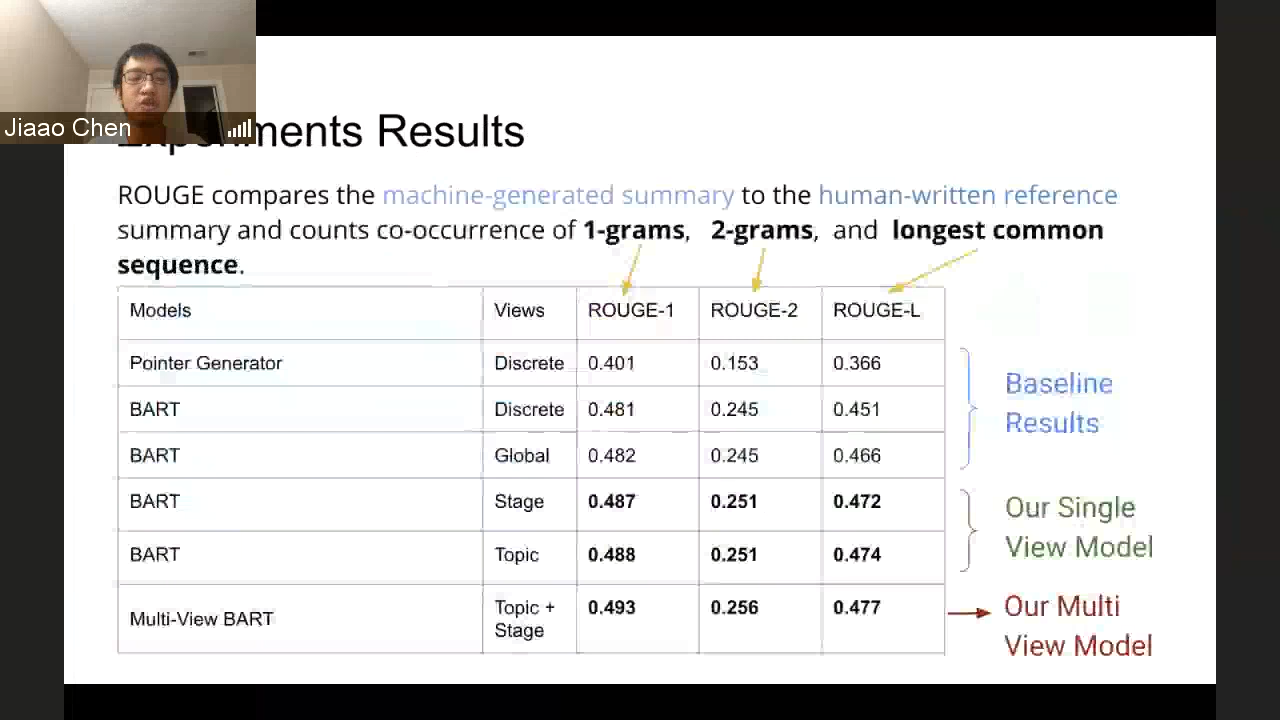 Jiaao Chen
Experiments Results
ROUGE compares the machine-generated summary to the human-written reference
summary and counts co-occurrence of 1-grams, 2-grams, and longest common
sequence.
Models Views ROUGE-1 ROUGE-2 ROUGE-L
Pointer Generator Discrete 0.401 0.153 0.366
BART Discrete 0.481 0.245 0.451
BART Global 0.482 0.245 0.466
Baseline
Results
BART Stage 0.487 0.251 0.472
BART Topic 0.488 0.251 0.474
Our Single
View Model
Multi-View BART Topic + 0.493 0.256 0.477
Stage
Our Multi
View Model